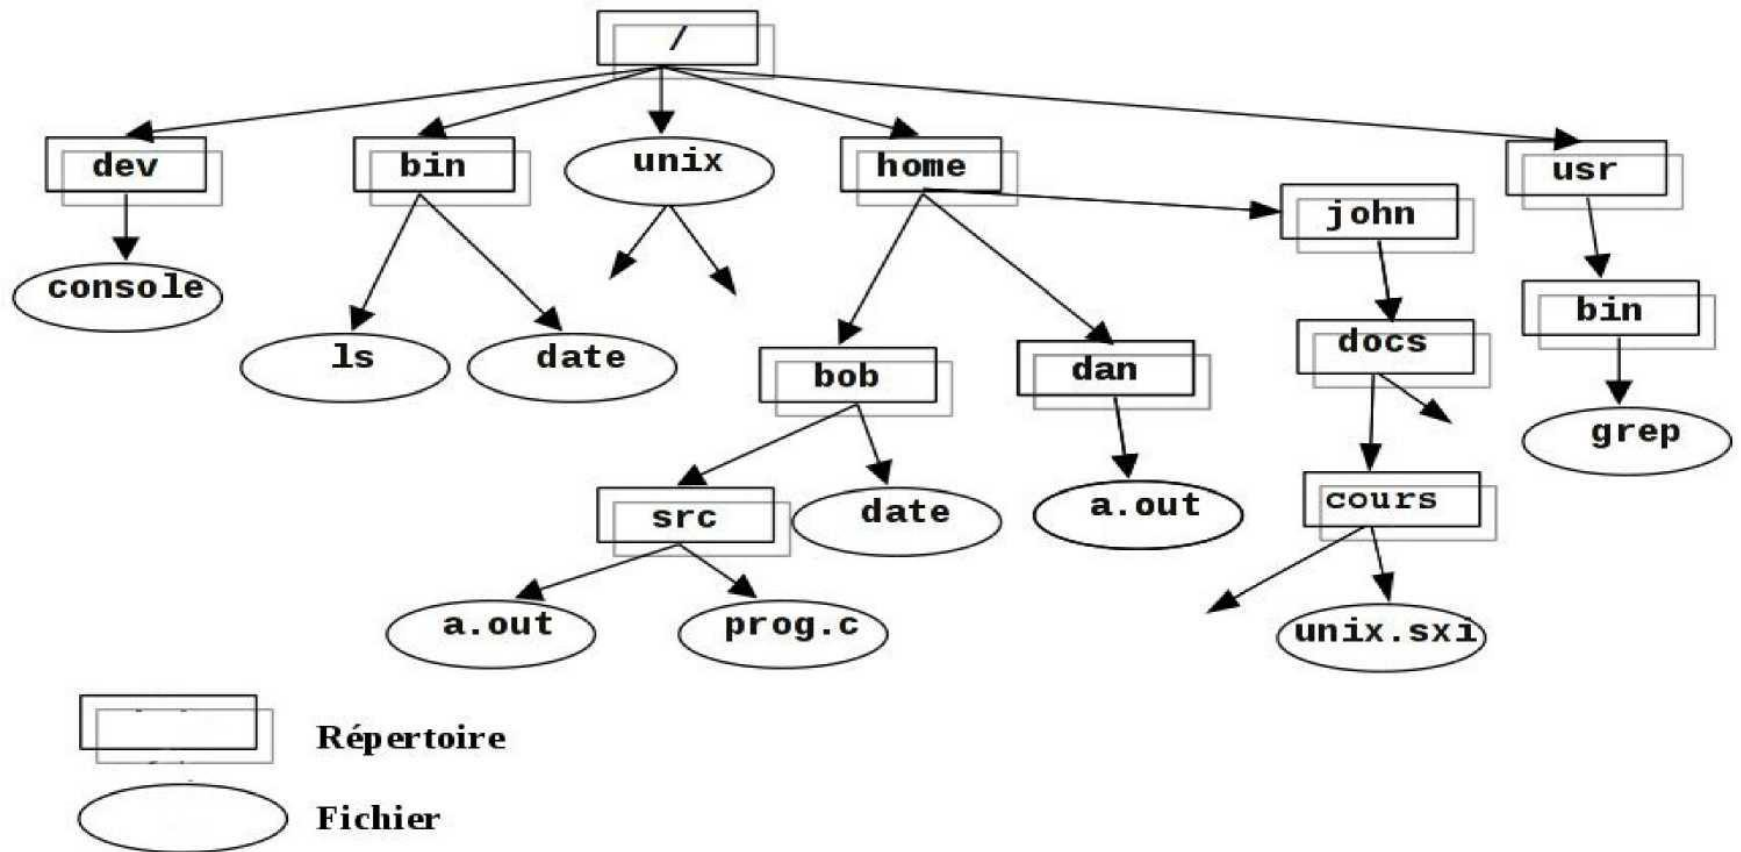 /
dev
bin
unix
home
usr
john
console
bin
ls
date
docs
bob
dan
grep
src
date
a.out
cours
a.out
prog.c
unix.sxi
Répertoire
Fichier